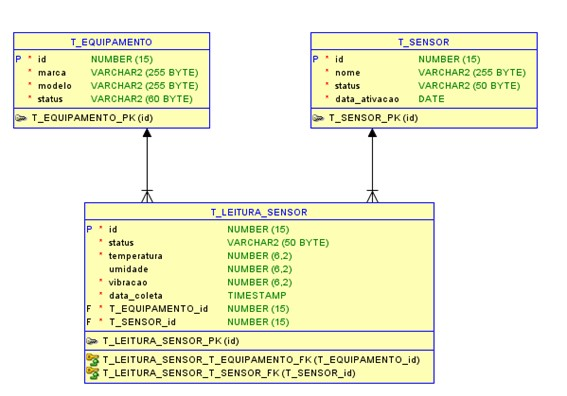 T_EQUIPAMENTO
P * id NUMBER (15)
* marca VARCHAR2 (255 BYTE)
* modelo VARCHAR2 (255 BYTE)
* status VARCHAR2 (60 BYTE)
T_EQUIPAMENTO_PK (id)
T_SENSOR
P * id NUMBER (15)
* nome VARCHAR2 (255 BYTE)
* status VARCHAR2 (50 BYTE)
* data_ativacao DATE
T_SENSOR_PK (id)
T_LEITURA_SENSOR
P * id NUMBER (15)
* status VARCHAR2 (50 BYTE)
* temperatura NUMBER (6,2)
umidade NUMBER (6,2)
* vibracao NUMBER (6,2)
* data_coleta TIMESTAMP
F * T_EQUIPAMENTO_id NUMBER (15)
F * T_SENSOR_id NUMBER (15)
T_LEITURA_SENSOR_PK (id)
T_LEITURA_SENSOR_T_EQUIPAMENTO_FK (T_EQUIPAMENTO_id)
T_LEITURA_SENSOR_T_SENSOR_FK (T_SENSOR_id)